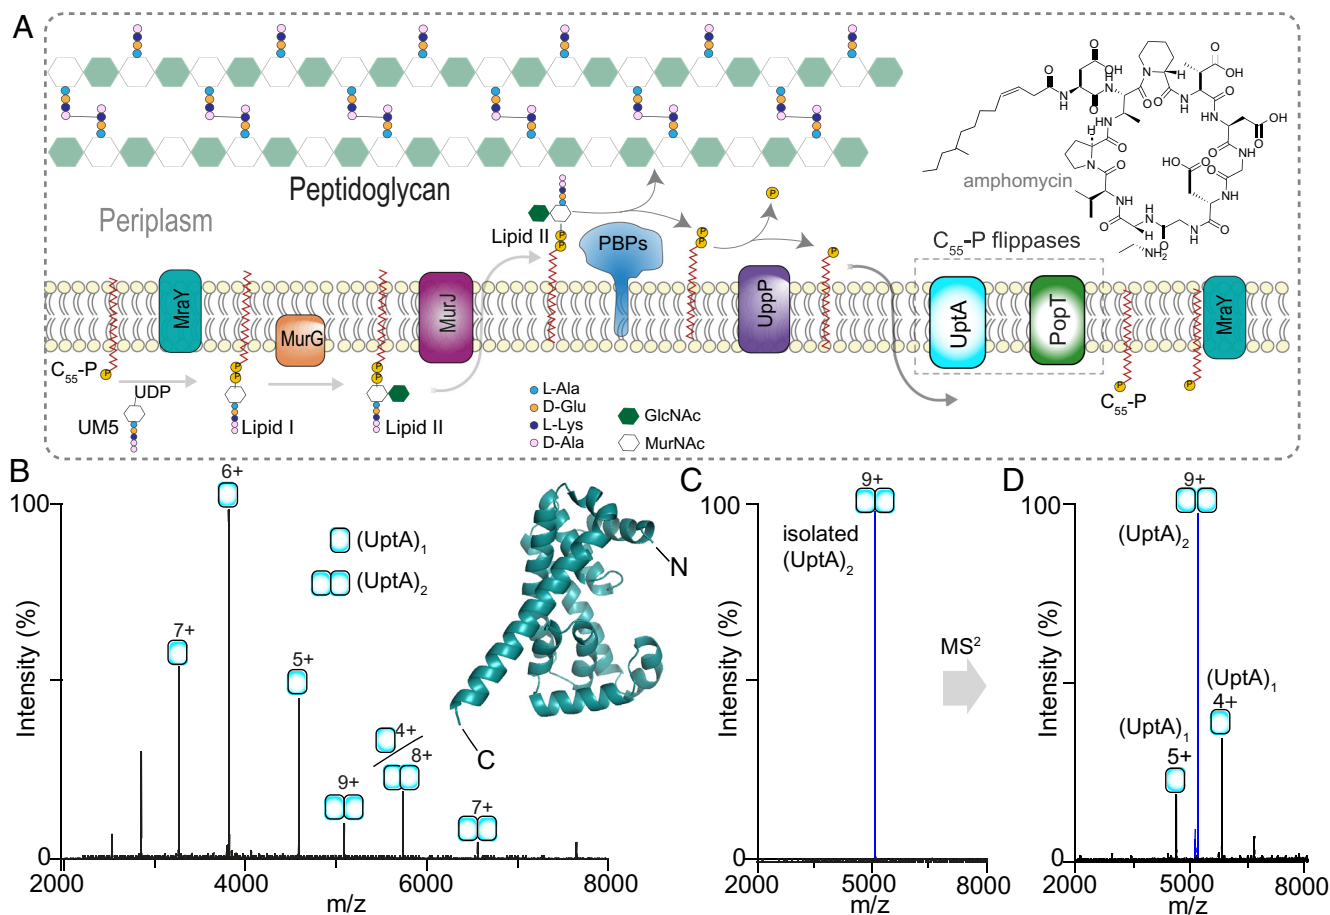 A
Peptidoglycan
Periplasm
amphomycin
O
OH
NH2
Lipid II
P
PBPs
C55-P flippases
MraY
MurG
MurJ
UppP
UptA
PopT
MraY
C55-P
UDP
UM5
Lipid I
Lipid II
L-Ala
D-Glu
L-Lys
D-Ala
GlcNAc
MurNAc
C55-P
B
100
Intensity (%)
0
7+
6+
5+
9+
4+
8+
7+
(UptA)1
(UptA)2
N
C
2000
4000
6000
8000
m/z
C
100
Intensity (%)
0
9+
isolated
(UptA)2
2000
5000
8000
m/z
MS2
D
100
Intensity (%)
0
9+
(UptA)2
(UptA)1
4+
(UptA)1
5+
2000
5000
8000
m/z